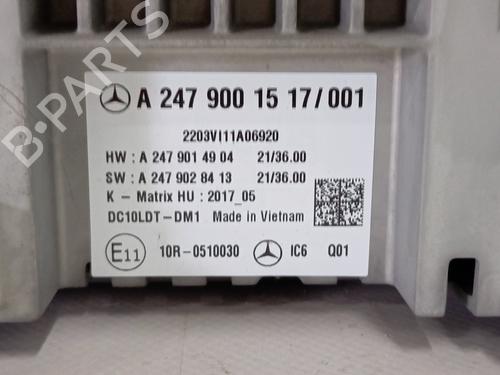 A 247 900 15 17/001
2203VI11A06920
HW : A 247 901 49 04 21/36.00
SW : A 247 902 84 13 21/36.00
K - Matrix HU : 2017_05
DC10LDT-DM1 Made in Vietnam
E11 10R-0510030 IC6 Q01
B-PARTS